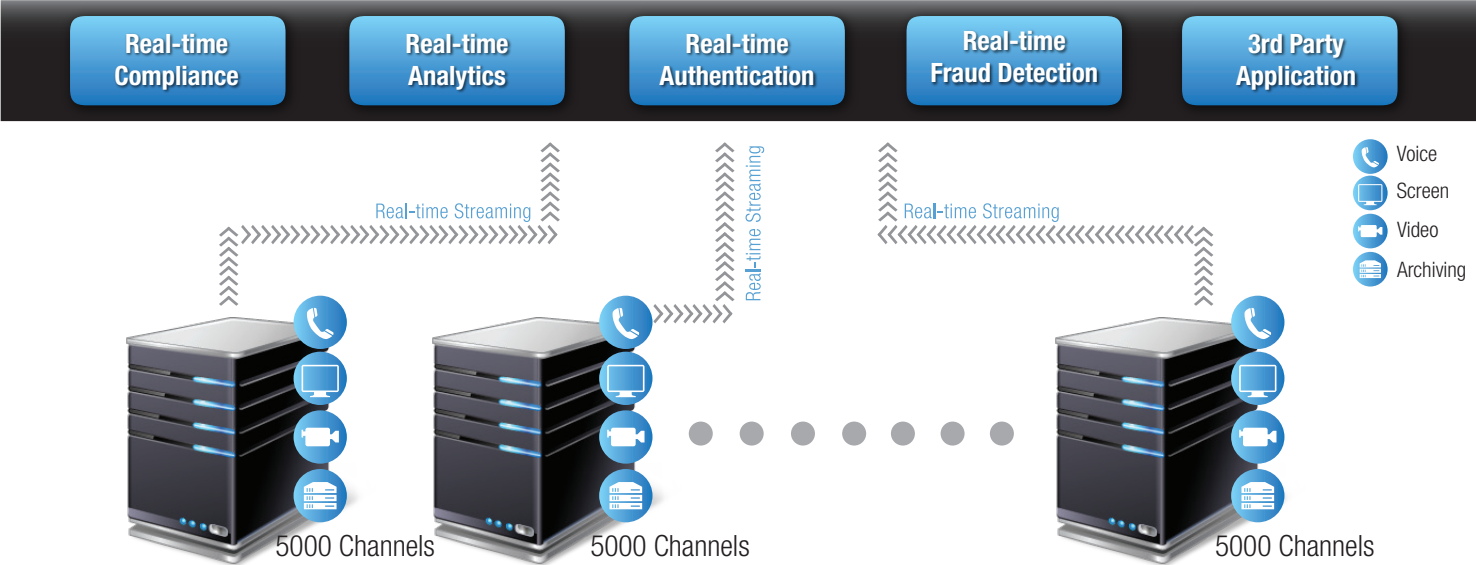 Real-time
Compliance
Real-time
Analytics
Real-time
Authentication
Real-time
Fraud Detection
3rd Party
Application
Voice
Screen
Video
Archiving
Real-time Streaming
Real-time Streaming
Real-time Streaming
5000 Channels
5000 Channels
5000 Channels